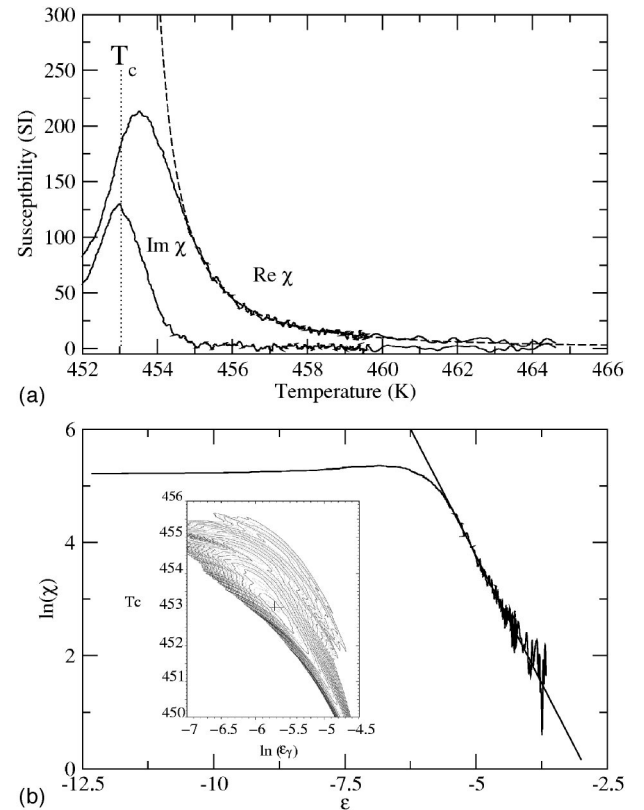 300
250
200
150
100
50
0
Susceptbility (SI)
T_c
Im χ
Re χ
452 454 456 458 460 462 464 466
Temperature (K)
(a)
6
4
2
0
ln(χ)
456
455
454
453
452
451
450
Tc
-7 -6.5 -6 -5.5 -5 -4.5
ln (ε_γ)
-12.5 -10 -7.5 -5 -2.5
ε
(b)